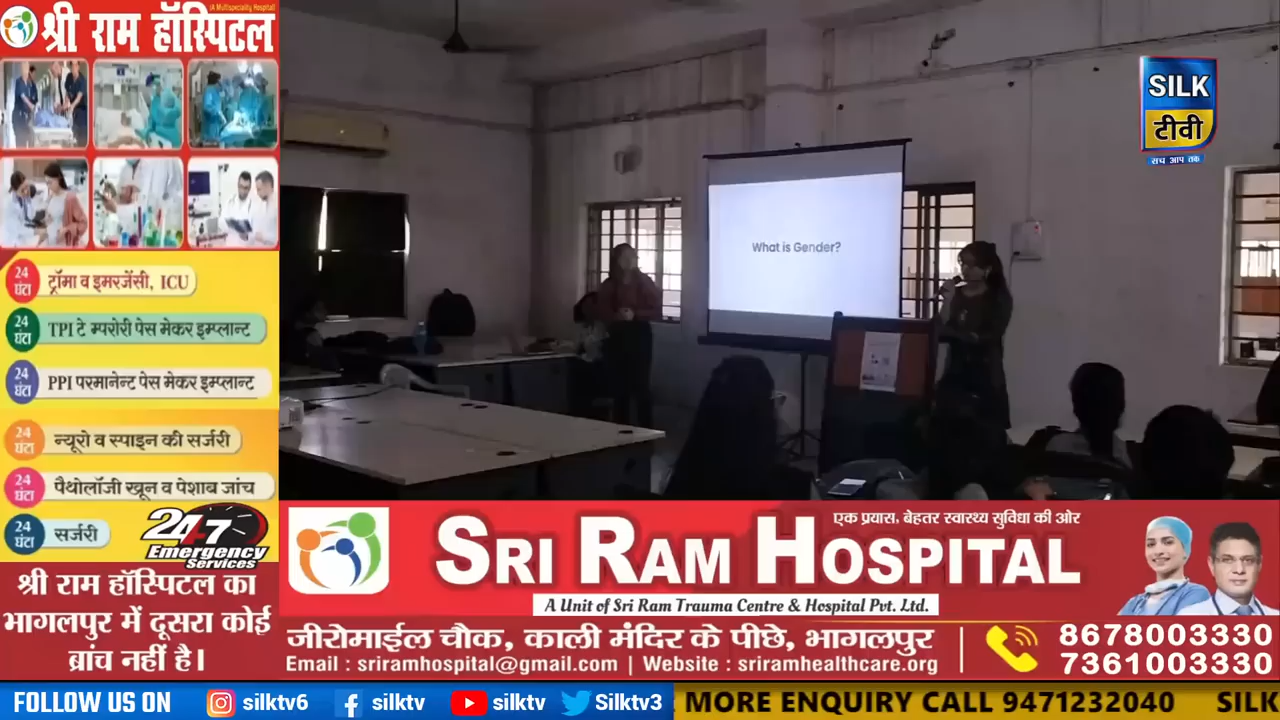 (A Multispeciality Hospital)
श्री राम हॉस्पिटल
24 घंटा
ट्रॉमा व इमरजेंसी, ICU
24 घंटा
TPI टेम्परोरी पेस मेकर इम्प्लान्ट
24 घंटा
PPI परमानेन्ट पेस मेकर इम्प्लान्ट
24 घंटा
न्यूरो व स्पाइन की सर्जरी
24 घंटा
पैथोलॉजी खून व पेशाब जांच
24 घंटा
सर्जरी
24 7
Emergency
Services
श्री राम हॉस्पिटल का
भागलपुर में दूसरा कोई
ब्रांच नहीं है।
What is Gender?
SILK
टीवी
सच आप तक
एक प्रयास, बेहतर स्वास्थ्य सुविधा की ओर
SRI RAM HOSPITAL
A Unit of Sri Ram Trauma Centre & Hospital Pvt. Ltd.
जीरोमाईल चौक, काली मंदिर के पीछे, भागलपुर
Email : sriramhospital@gmail.com | Website : sriramhealthcare.org
8678003330
7361003330
FOLLOW US ON silktv6 silktv silktv Silktv3 MORE ENQUIRY CALL 9471232040 SILK